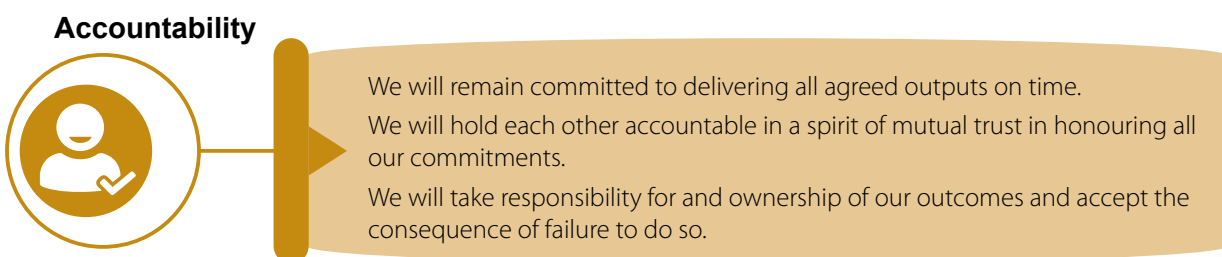 Accountability
We will remain committed to delivering all agreed outputs on time.
We will hold each other accountable in a spirit of mutual trust in honouring all
our commitments.
We will take responsibility for and ownership of our outcomes and accept the
consequence of failure to do so.